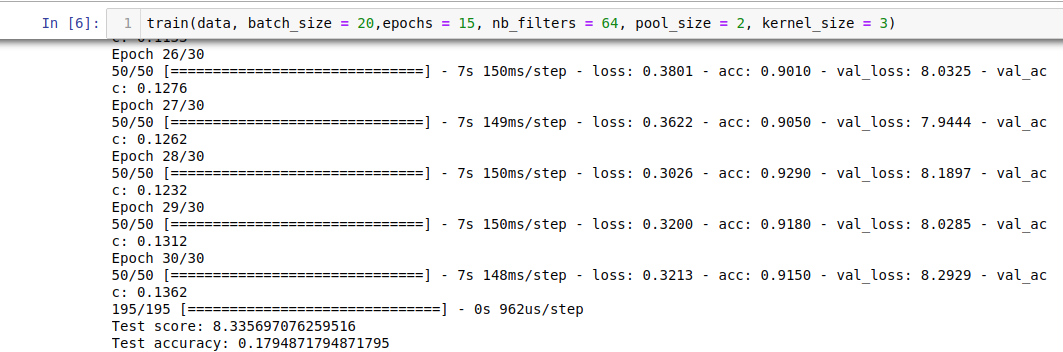 In [6]: 1 train(data, batch_size = 20,epochs = 15, nb_filters = 64, pool_size = 2, kernel_size = 3)
Epoch 26/30
50/50 [==============================] - 7s 150ms/step - loss: 0.3801 - acc: 0.9010 - val_loss: 8.0325 - val_ac
c: 0.1276
Epoch 27/30
50/50 [==============================] - 7s 149ms/step - loss: 0.3622 - acc: 0.9050 - val_loss: 7.9444 - val_ac
c: 0.1262
Epoch 28/30
50/50 [==============================] - 7s 150ms/step - loss: 0.3026 - acc: 0.9290 - val_loss: 8.1897 - val_ac
c: 0.1232
Epoch 29/30
50/50 [==============================] - 7s 150ms/step - loss: 0.3200 - acc: 0.9180 - val_loss: 8.0285 - val_ac
c: 0.1312
Epoch 30/30
50/50 [==============================] - 7s 148ms/step - loss: 0.3213 - acc: 0.9150 - val_loss: 8.2929 - val_ac
c: 0.1362
195/195 [==============================] - 0s 962us/step
Test score: 8.335697076259516
Test accuracy: 0.1794871794871795